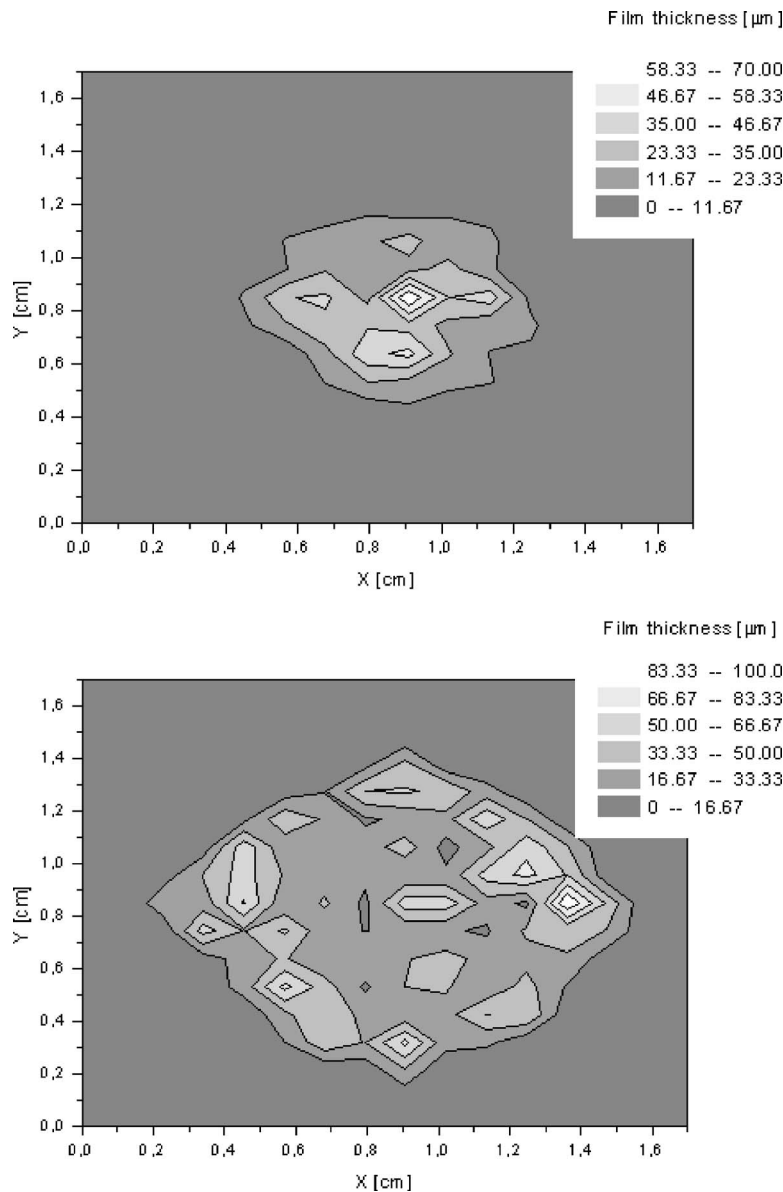 Film thickness [µm]
58.33 -- 70.00
46.67 -- 58.33
35.00 -- 46.67
23.33 -- 35.00
11.67 -- 23.33
0 -- 11.67
1,6
1,4
1,2
1,0
0,8
0,6
0,4
0,2
0,0
Y [cm]
0,0 0,2 0,4 0,6 0,8 1,0 1,2 1,4 1,6
X [cm]
Film thickness [µm]
83.33 -- 100.0
66.67 -- 83.33
50.00 -- 66.67
33.33 -- 50.00
16.67 -- 33.33
0 -- 16.67
1,6
1,4
1,2
1,0
0,8
0,6
0,4
0,2
0,0
Y [cm]
0,0 0,2 0,4 0,6 0,8 1,0 1,2 1,4 1,6
X [cm]